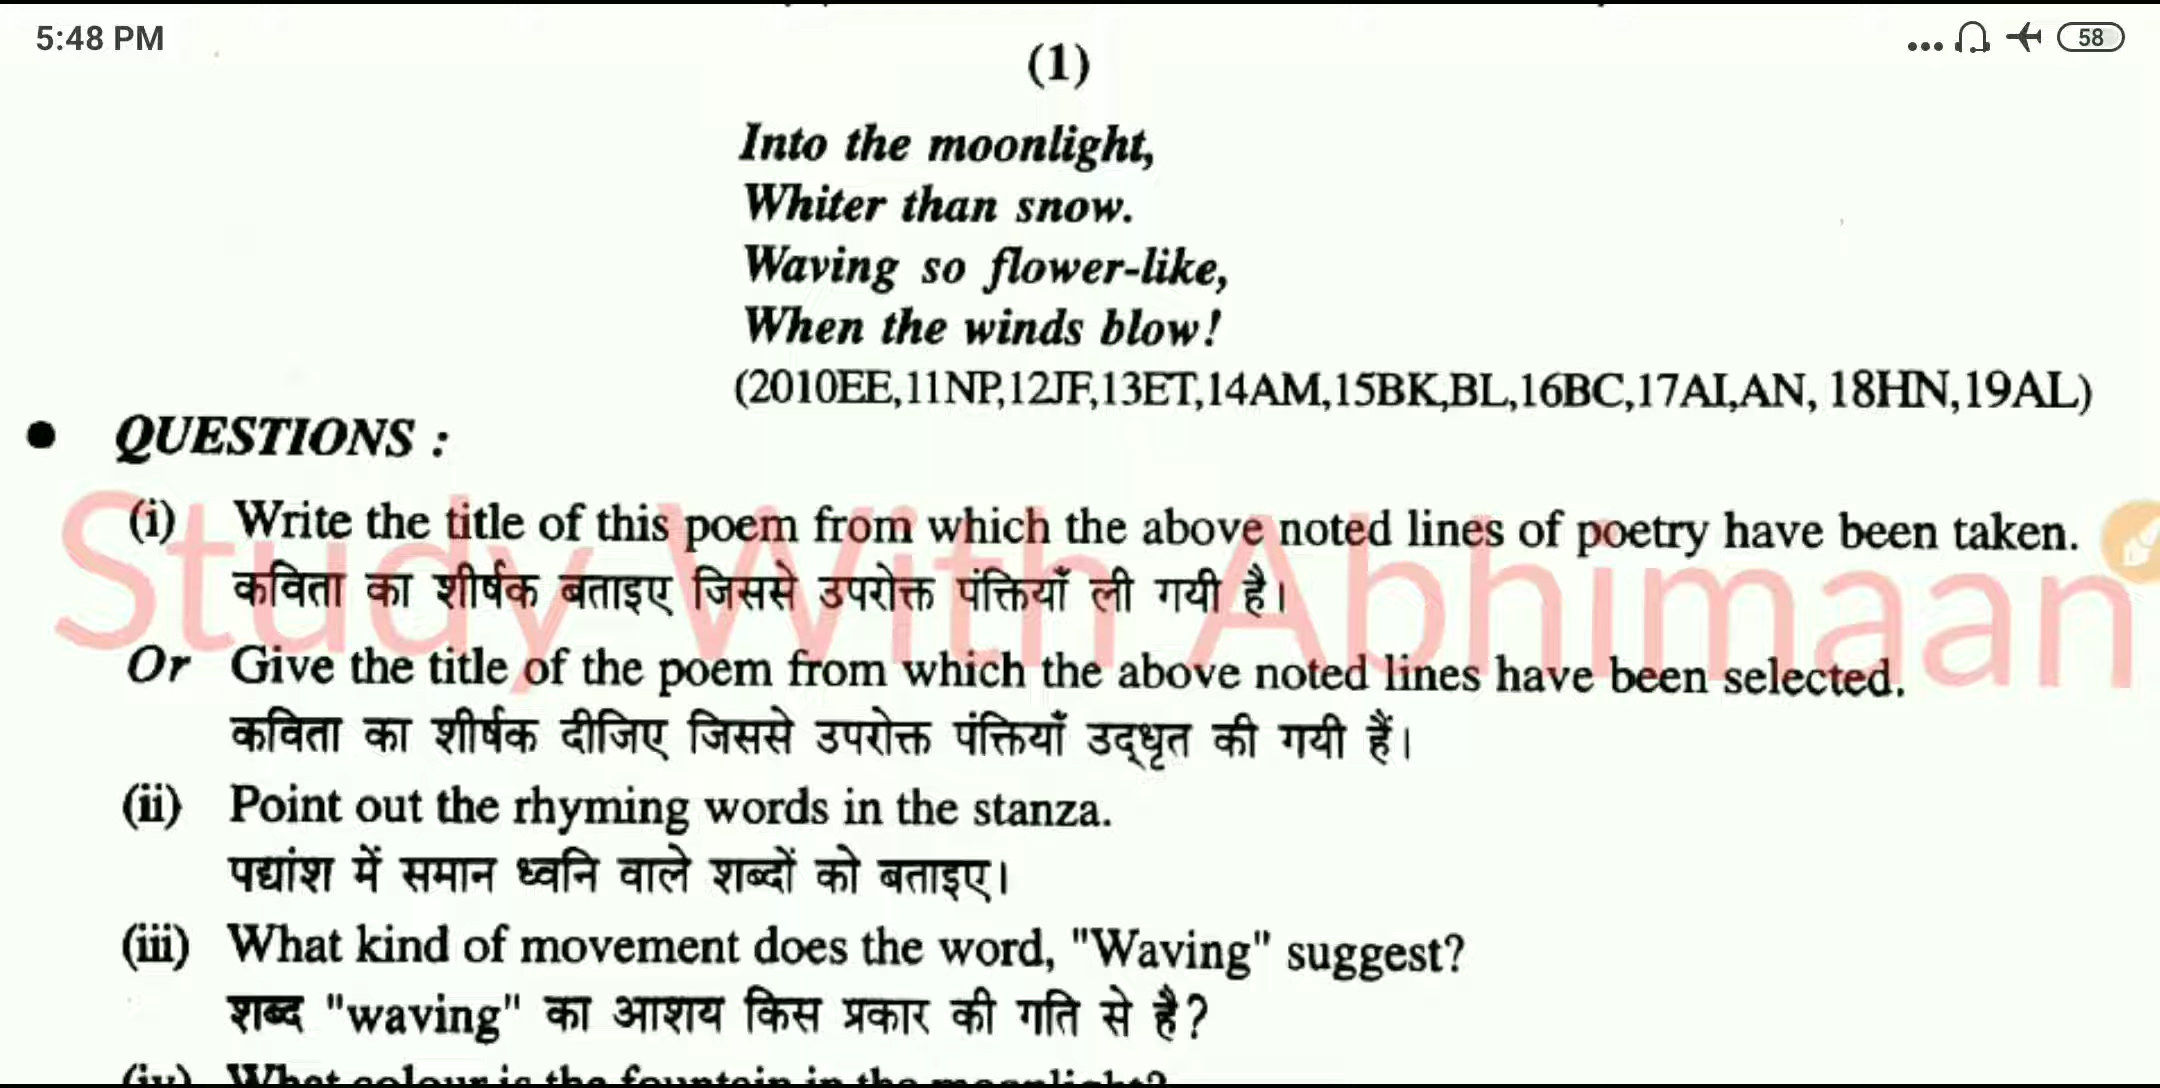 5:48 PM
58
(1)
Into the moonlight,
Whiter than snow.
Waving so flower-like,
When the winds blow!
(2010EE,11NP,12JF,13ET,14AM,15BK,BL,16BC,17AI,AN, 18HN,19AL)
● QUESTIONS :
Study With Abhimaan
(i) Write the title of this poem from which the above noted lines of poetry have been taken.
कविता का शीर्षक बताइए जिससे उपरोक्त पंक्तियाँ ली गयी है।
Or Give the title of the poem from which the above noted lines have been selected.
कविता का शीर्षक दीजिए जिससे उपरोक्त पंक्तियाँ उद्धृत की गयी हैं।
(ii) Point out the rhyming words in the stanza.
पद्यांश में समान ध्वनि वाले शब्दों को बताइए।
(iii) What kind of movement does the word, "Waving" suggest?
शब्द "waving" का आशय किस प्रकार की गति से है?
(iv) What colour is the fountain in the moonlight?